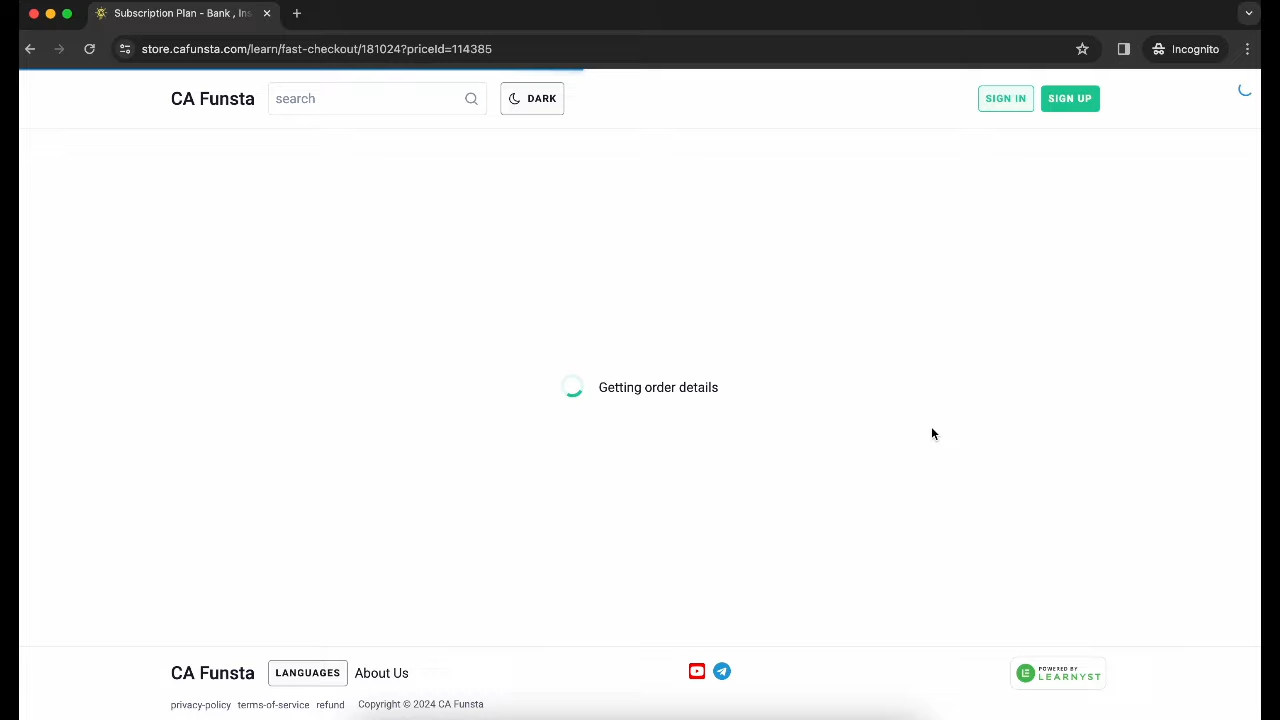 Subscription Plan - Bank , Ins
store.cafunsta.com/learn/fast-checkout/181024?priceId=114385
Incognito
CA Funsta
search
DARK
SIGN IN
SIGN UP
Getting order details
CA Funsta
LANGUAGES
About Us
POWERED BY
LEARNYST
privacy-policy
terms-of-service
refund
Copyright © 2024 CA Funsta